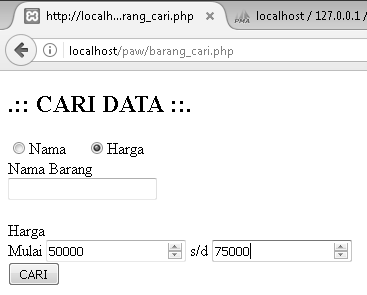 http://localh...rang_cari.php
localhost / 127.0.0.1 /
localhost/paw/barang_cari.php
.:: CARI DATA ::.
Nama Harga
Nama Barang
Harga
Mulai 50000 s/d 75000
CARI